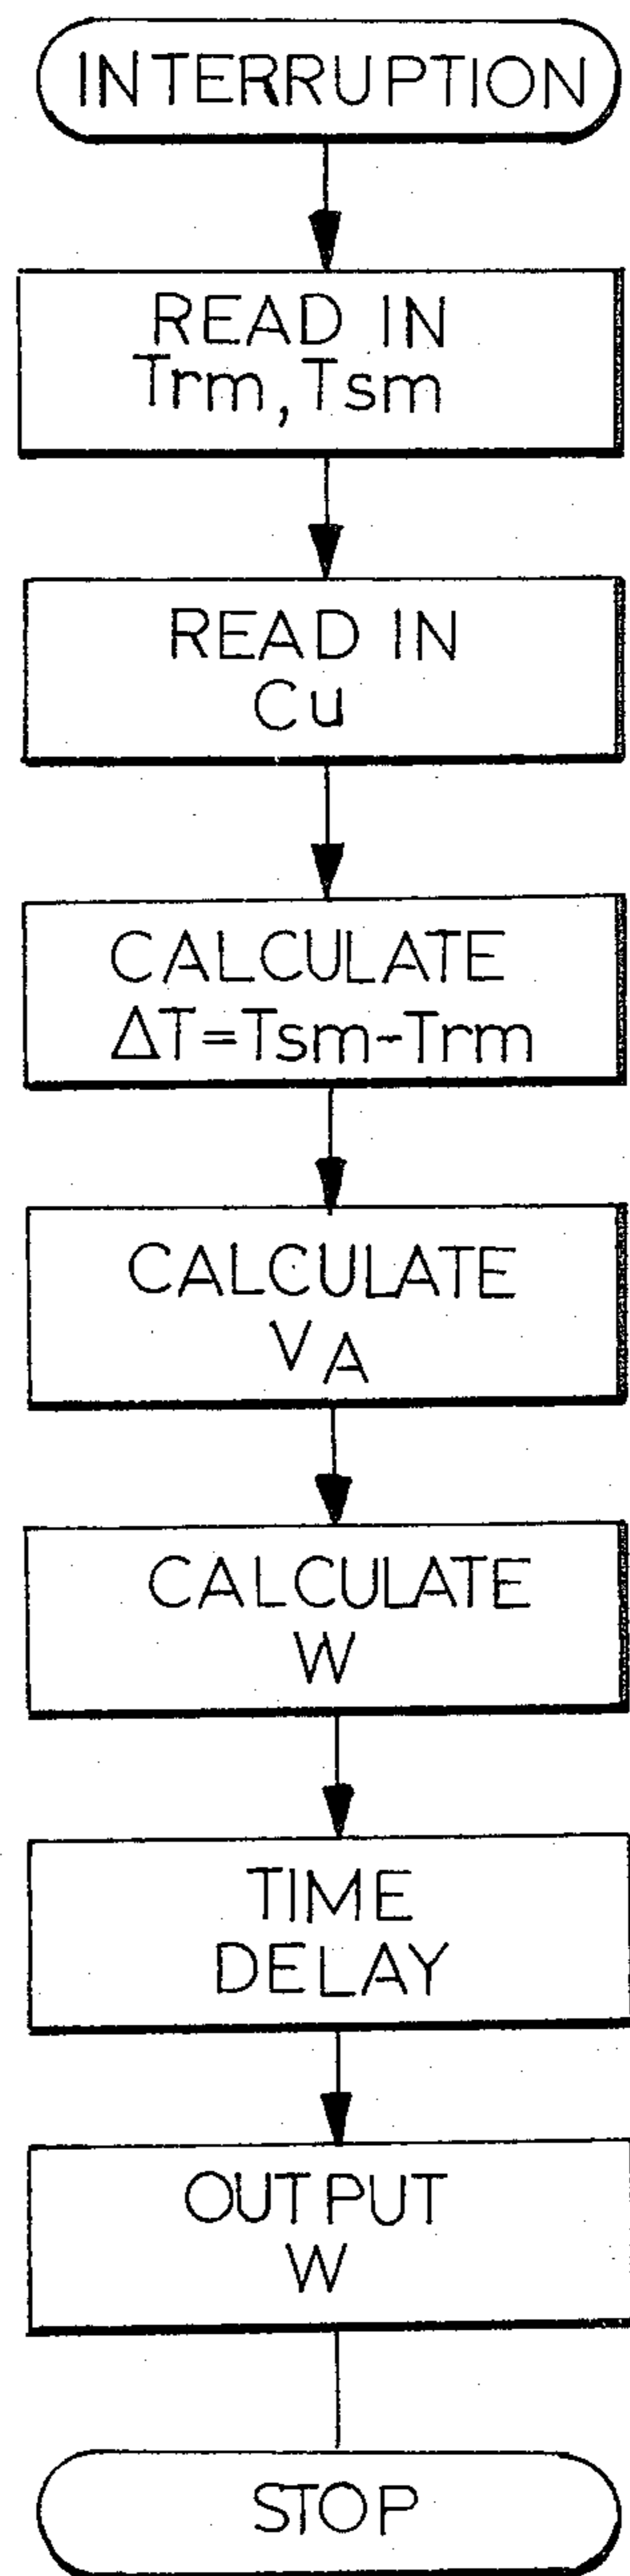 INTERRUPTION
READ IN
Trm, Tsm
READ IN
Cu
CALCULATE
ΔT=Tsm-Trm
CALCULATE
VA
CALCULATE
W
TIME
DELAY
OUTPUT
W
STOP